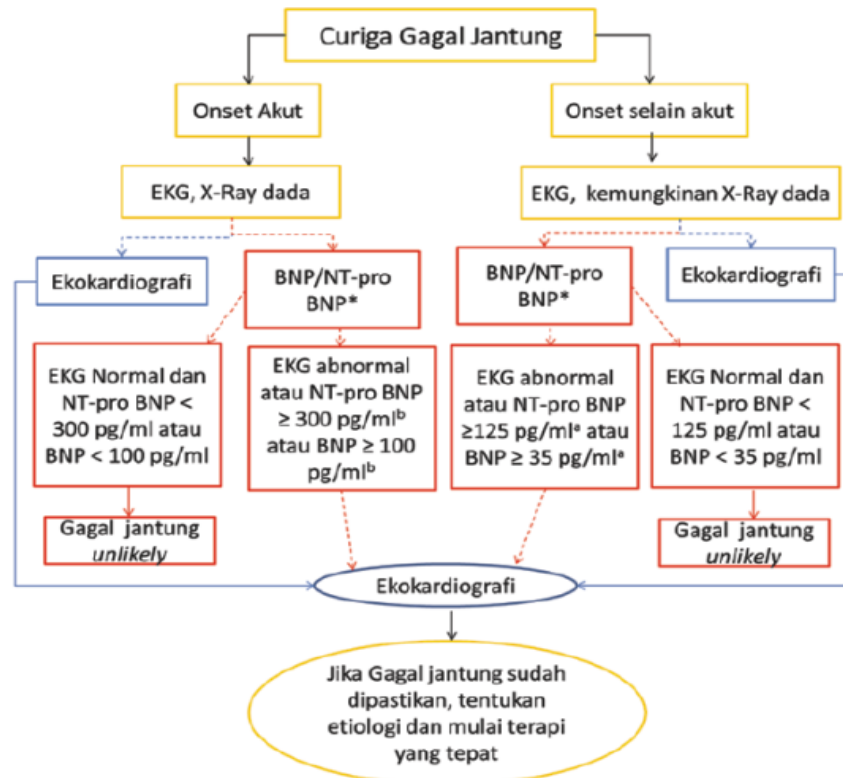 Curiga Gagal Jantung
Onset Akut
Onset selain akut
EKG, X-Ray dada
EKG, kemungkinan X-Ray dada
Ekokardiografi
BNP/NT-pro
BNP*
BNP/NT-pro
BNP*
Ekokardiografi
EKG Normal dan
NT-pro BNP <
300 pg/ml atau
BNP < 100 pg/ml
EKG abnormal
atau NT-pro BNP
≥ 300 pg/mlᵇ
atau BNP ≥ 100
pg/mlᵇ
EKG abnormal
atau NT-pro BNP
≥125 pg/mlᵃ atau
BNP ≥ 35 pg/mlᵃ
EKG Normal dan
NT-pro BNP <
125 pg/ml atau
BNP < 35 pg/ml
Gagal jantung
unlikely
Gagal jantung
unlikely
Ekokardiografi
Jika Gagal jantung sudah
dipastikan, tentukan
etiologi dan mulai terapi
yang tepat